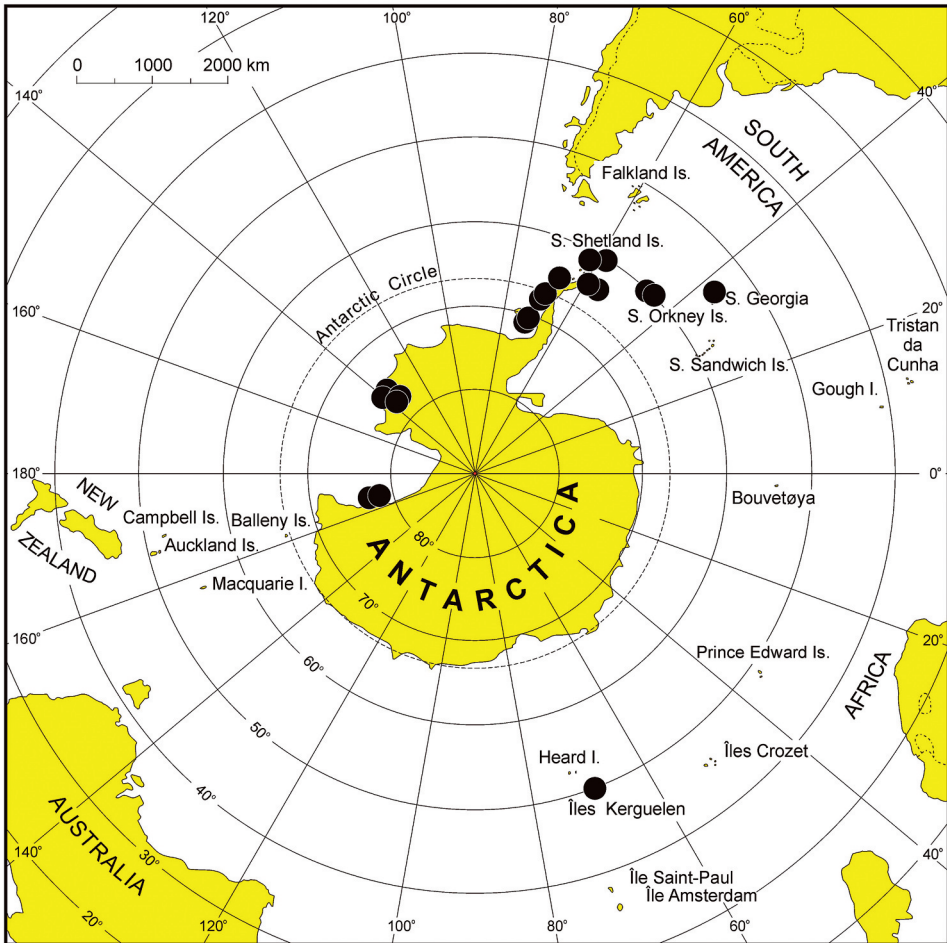 120°
100°
80°
60°
0 1000 2000 km
140°
40°
SOUTH
AMERICA
Falkland Is.
S. Shetland Is.
Antarctic Circle
S. Georgia
S. Orkney Is.
160°
20°
Tristan
da
Cunha
S. Sandwich Is.
Gough I.
180°
0°
NEW
ZEALAND
Campbell Is.
Balleny Is.
Auckland Is.
Macquarie I.
Bouvetøya
ANTARCTICA
80°
70°
60°
50°
40°
30°
20°
160°
20°
Prince Edward Is.
AFRICA
Îles Crozet
Heard I.
Îles Kerguelen
AUSTRALIA
Île Saint-Paul
Île Amsterdam
140°
40°
120°
100°
80°
60°